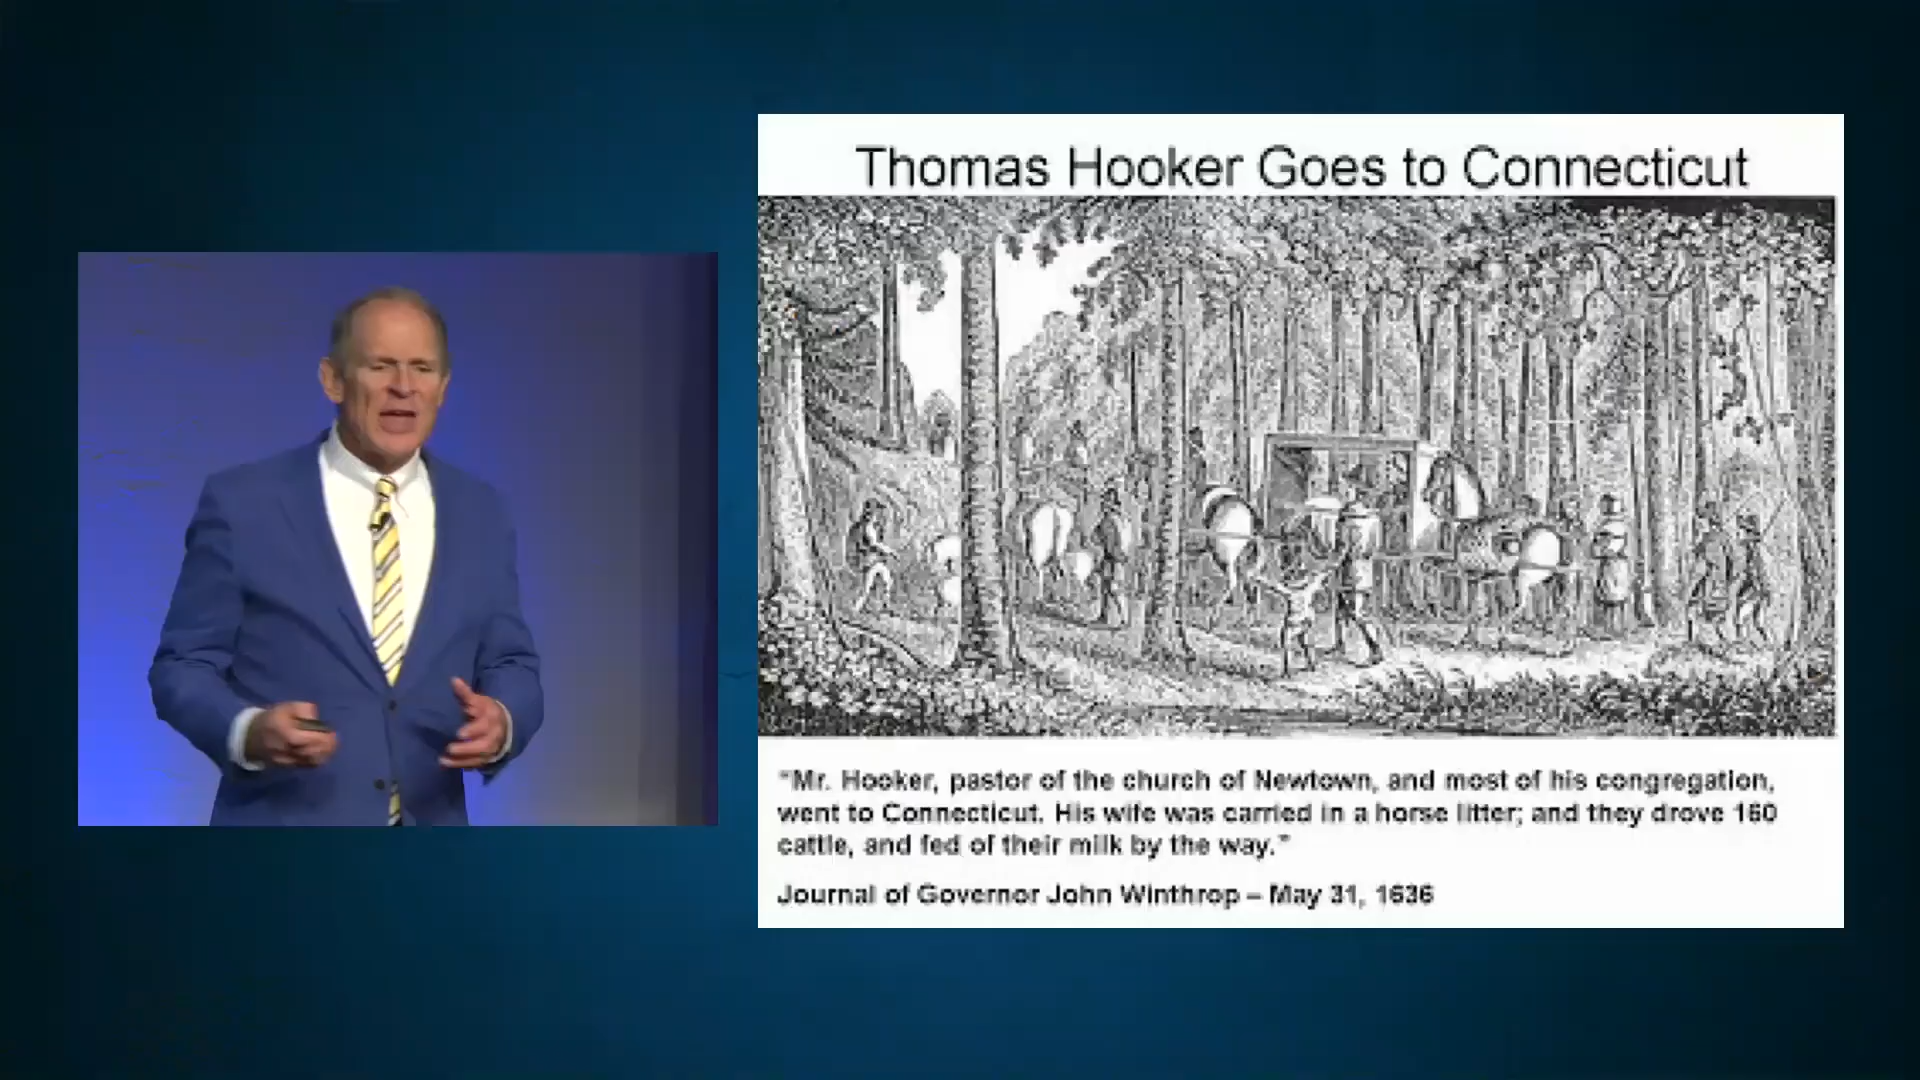 Thomas Hooker Goes to Connecticut
"Mr. Hooker, pastor of the church of Newtown, and most of his congregation,
went to Connecticut. His wife was carried in a horse litter; and they drove 160
cattle, and fed of their milk by the way."
Journal of Governor John Winthrop – May 31, 1636